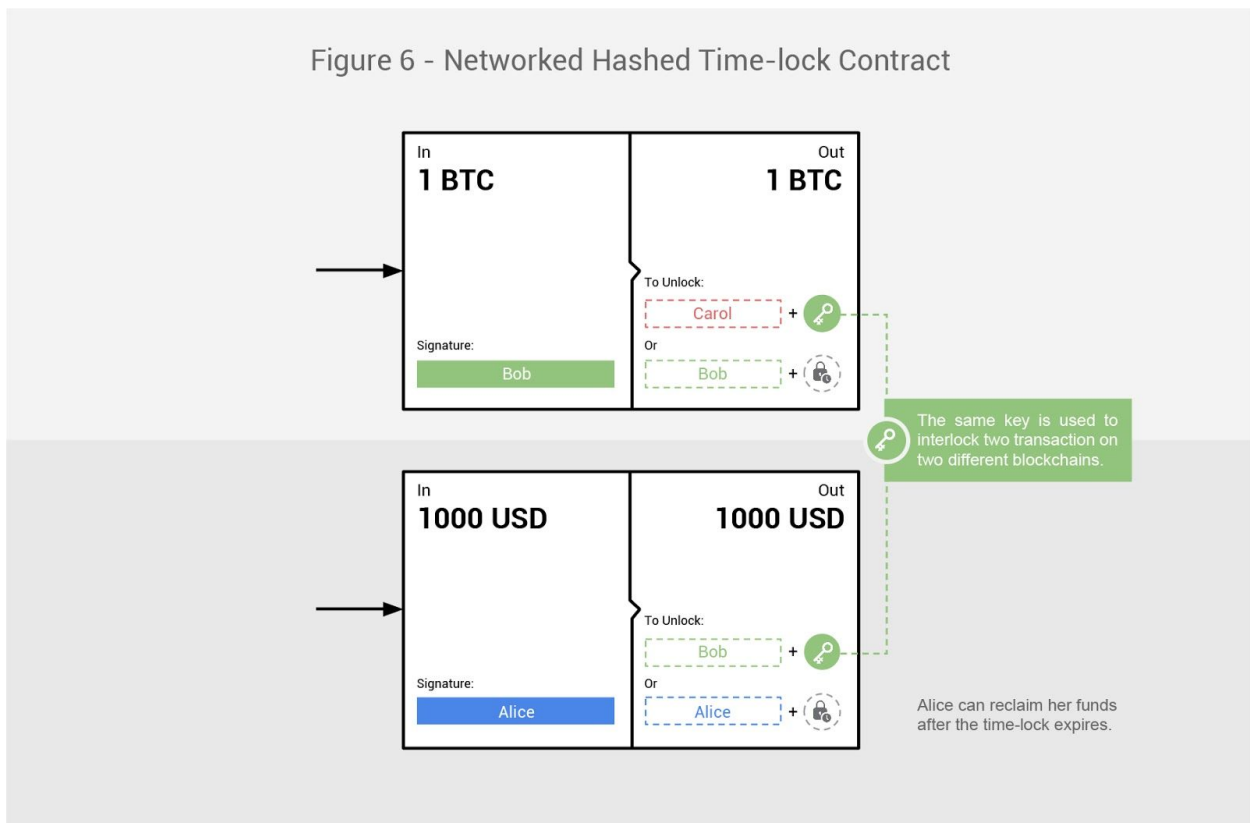 Figure 6 - Networked Hashed Time-lock Contract
In
Out
1 BTC
1 BTC
To Unlock:
Carol
+
Signature:
Or
Bob
Bob
+
The same key is used to
interlock two transaction on
two different blockchains.
In
Out
1000 USD
1000 USD
To Unlock:
Bob
+
Signature:
Or
Alice
Alice
+
Alice can reclaim her funds
after the time-lock expires.